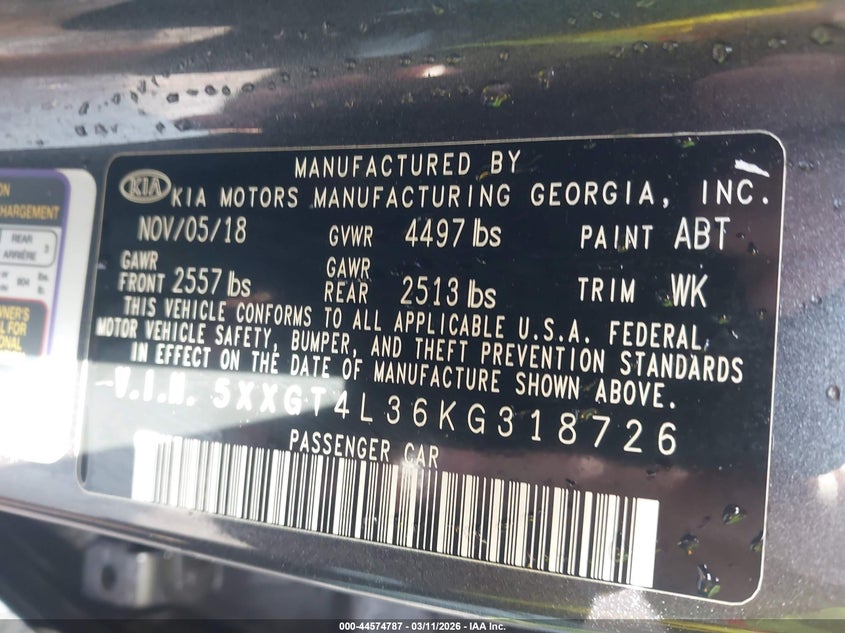 MANUFACTURED BY
KIA KIA MOTORS MANUFACTURING GEORGIA, INC.
NOV/05/18 GVWR 4497 lbs PAINT ABT
GAWR FRONT 2557 lbs GAWR REAR 2513 lbs TRIM WK
THIS VEHICLE CONFORMS TO ALL APPLICABLE U.S.A. FEDERAL
MOTOR VEHICLE SAFETY, BUMPER, AND THEFT PREVENTION STANDARDS
IN EFFECT ON THE DATE OF MANUFACTURE SHOWN ABOVE.
V.I.N. 5XXGT4L36KG318726
PASSENGER CAR
REAR
ARRIÈRE
3
000-44574787 - 03/11/2026 - IAA Inc.